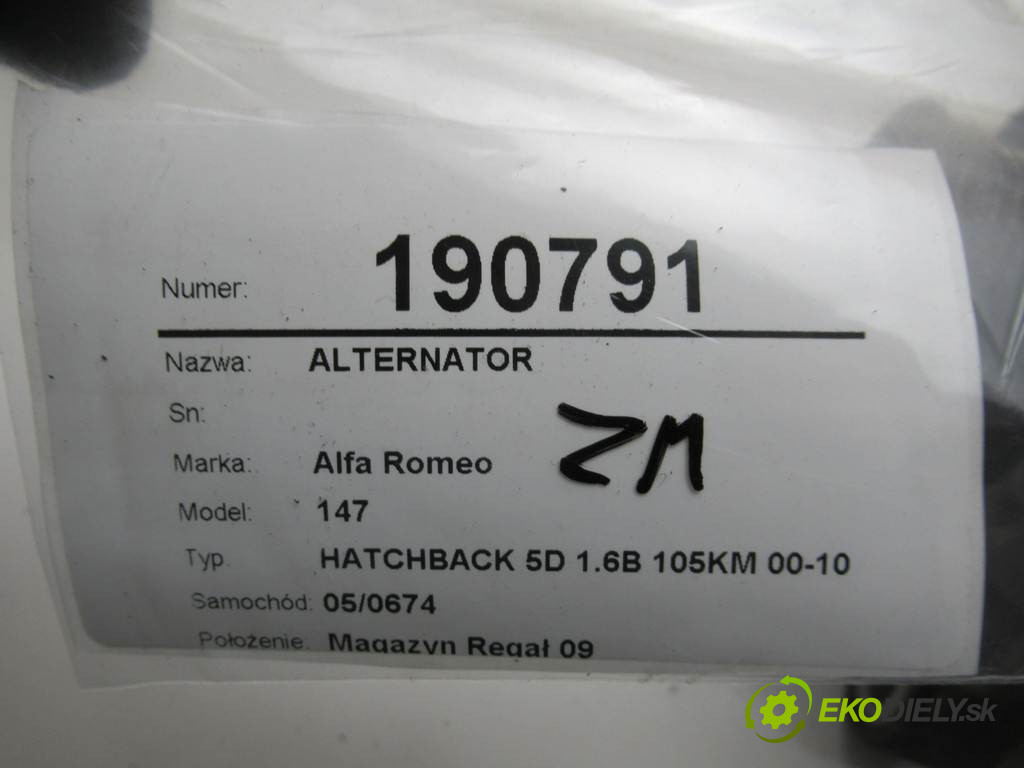 Numer: 190791
Nazwa: ALTERNATOR
Sn:
ZM
Marka: Alfa Romeo
Model: 147
Typ HATCHBACK 5D 1.6B 105KM 00-10
Samochód: 05/0674
Położenie. Magazyn Regał 09
EKODIELY.sk